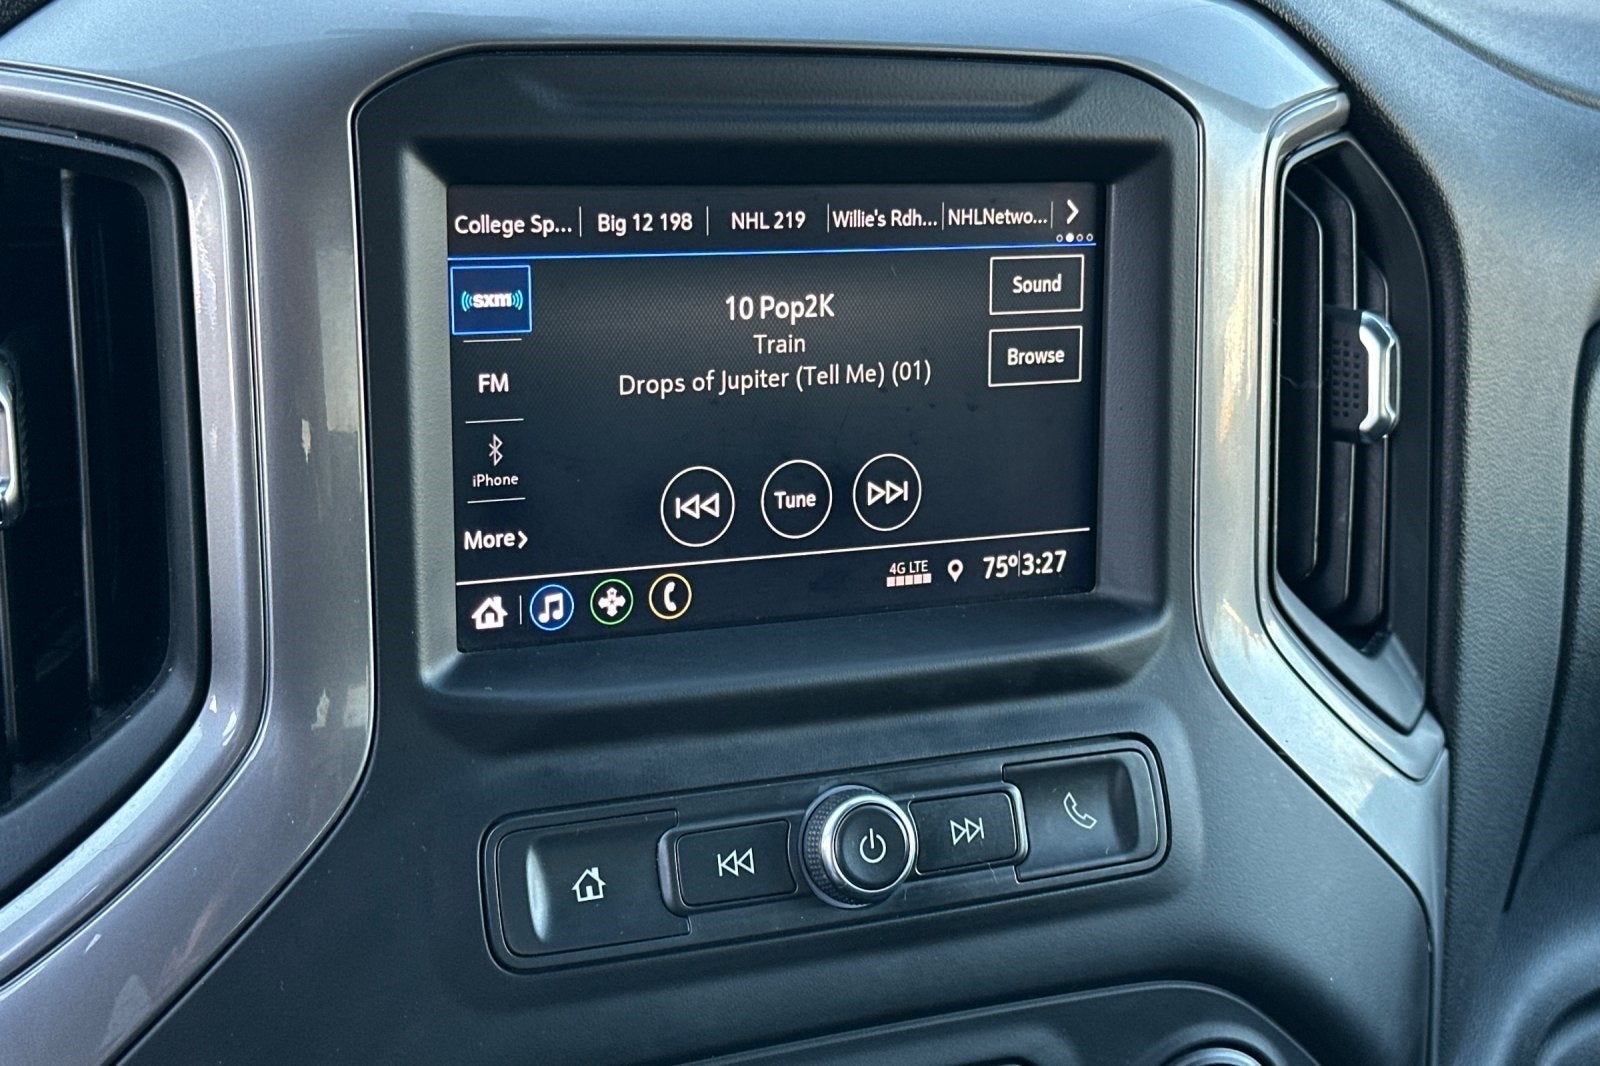 College Sp...
Big 12 198
NHL 219
Willie's Rdh...
NHLNetwo...
sxm
10 Pop2K
Sound
Train
Browse
Drops of Jupiter (Tell Me) (01)
FM
iPhone
Tune
More
4G LTE
75° 3:27